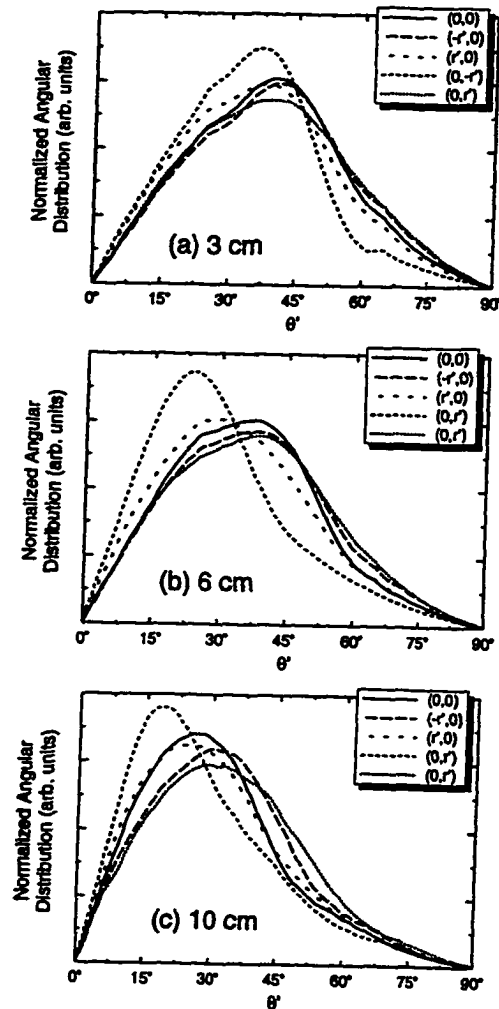 Normalized Angular
Distribution (arb. units)
(0,0)
(-r',0)
(r',0)
(0,-r')
(0,r')
(a) 3 cm
0° 15° 30° 45° 60° 75° 90°
θ'
Normalized Angular
Distribution (arb. units)
(0,0)
(-r',0)
(r',0)
(0,r')
(0,r')
(b) 6 cm
0° 15° 30° 45° 60° 75° 90°
θ'
Normalized Angular
Distribution (arb. units)
(0,0)
(-r',0)
(r',0)
(0,r')
(0,r')
(c) 10 cm
0° 15° 30° 45° 60° 75° 90°
θ'